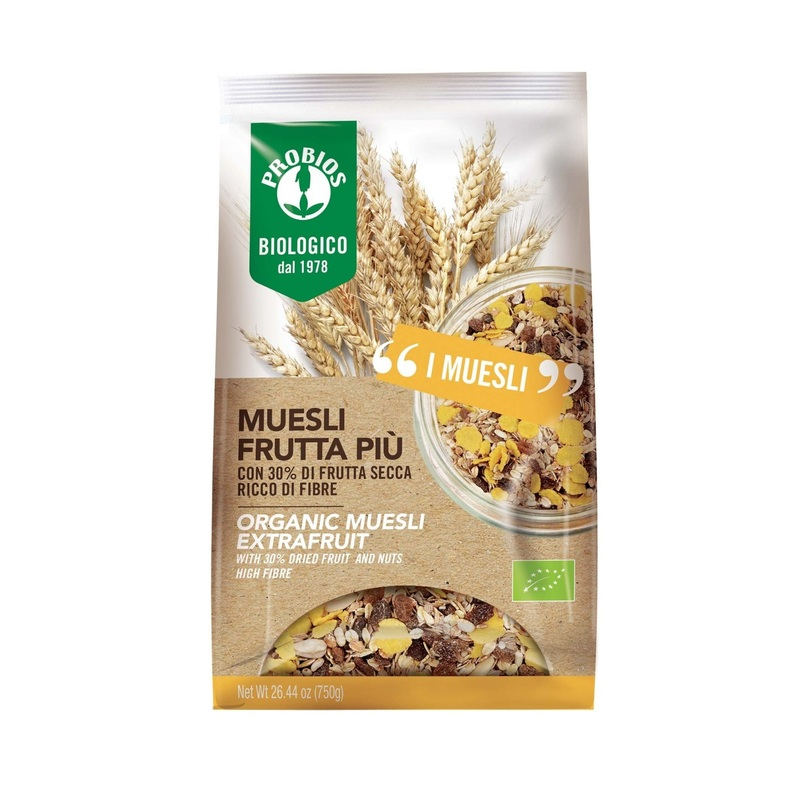 PROBIOS
BIOLOGICO
dal 1978
“ I MUESLI ”
MUESLI
FRUTTA PIÙ
CON 30% DI FRUTTA SECCA
RICCO DI FIBRE
ORGANIC MUESLI
EXTRAFRUIT
WITH 30% DRIED FRUIT AND NUTS
HIGH FIBRE
Net Wt 26.44 oz (750g)